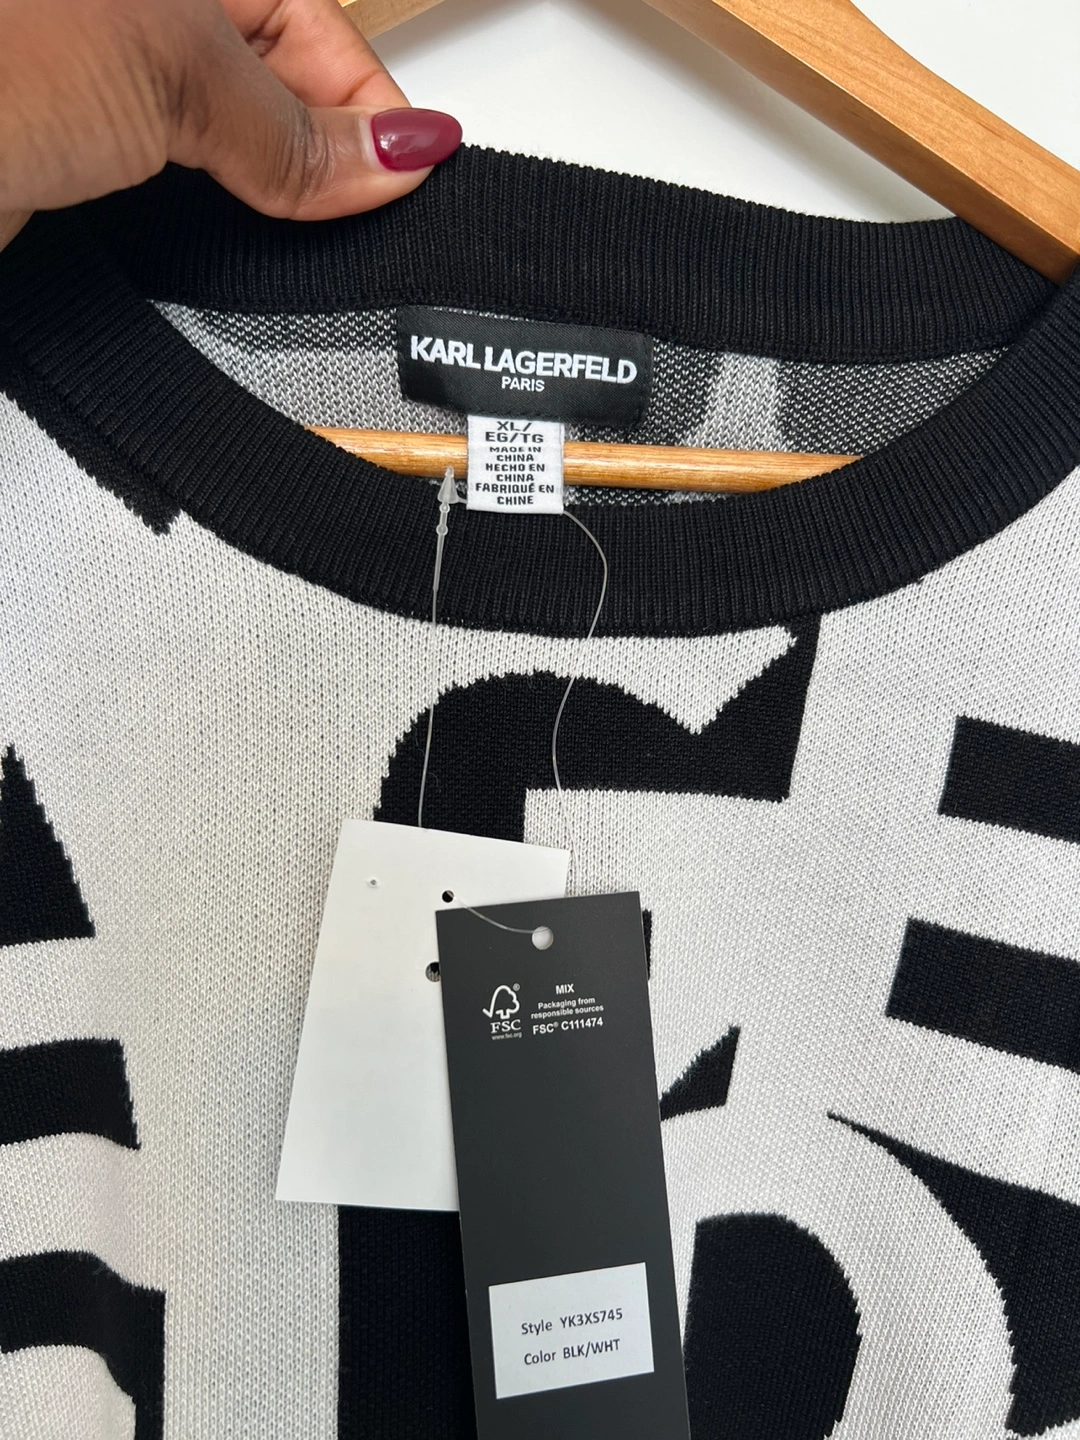 KARL LAGERFELD
PARIS
XL/
EG/TG
MADE IN
CHINA
HECHO EN
CHINA
FABRIQUÉ EN
CHINE
FSC®
www.fsc.org
MIX
Packaging from
responsible sources
FSC® C111474
Style YK3XS745
Color BLK/WHT